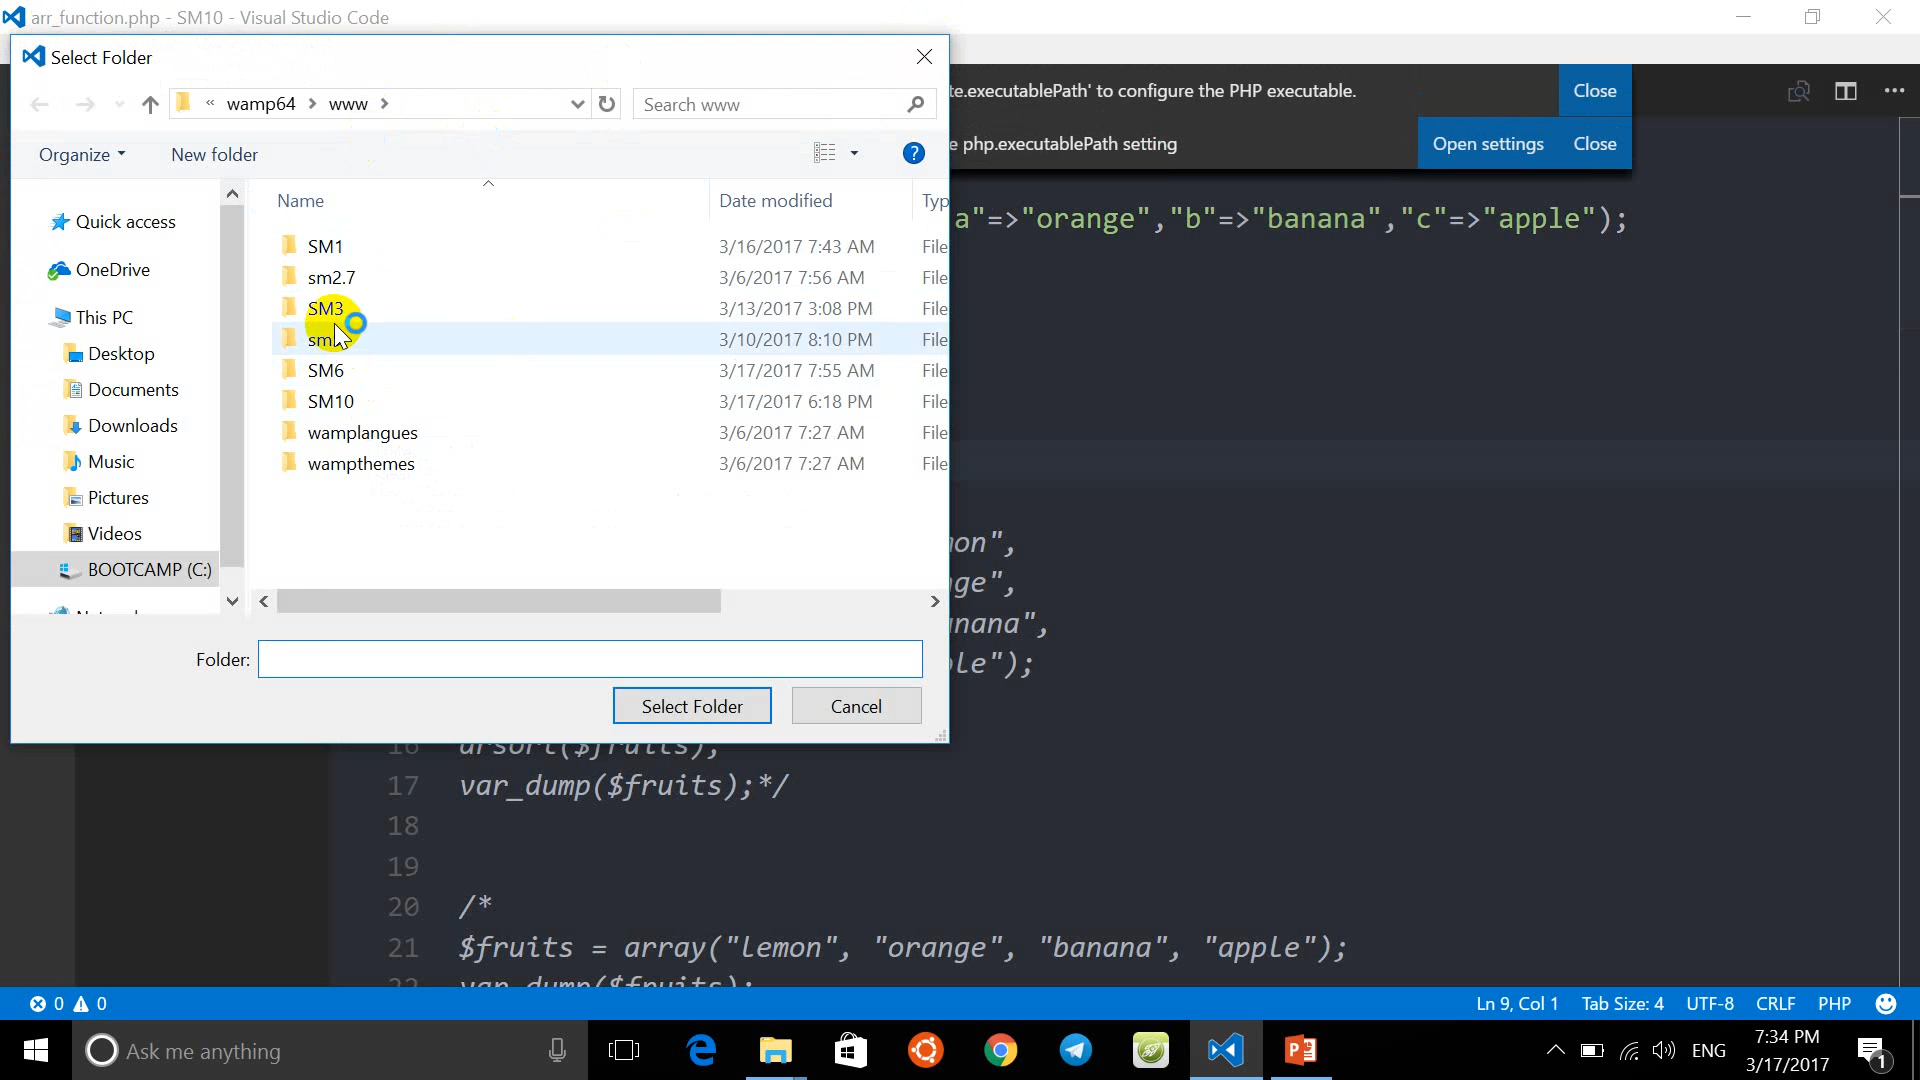 arr_function.php - SM10 - Visual Studio Code
Select Folder
« wamp64 > www >
Search www
Organize
New folder
Name
Date modified
Typ
Quick access
OneDrive
This PC
Desktop
Documents
Downloads
Music
Pictures
Videos
BOOTCAMP (C:)
SM1 3/16/2017 7:43 AM File
sm2.7 3/6/2017 7:56 AM File
SM3 3/13/2017 3:08 PM File
3/10/2017 8:10 PM File
SM6 3/17/2017 7:55 AM File
SM10 3/17/2017 6:18 PM File
wamplangues 3/6/2017 7:27 AM File
wampthemes 3/6/2017 7:27 AM File
Folder:
Select Folder
Cancel
te.executablePath' to configure the PHP executable.
Close
e php.executablePath setting
Open settings
Close
a"=>"orange","b"=>"banana","c"=>"apple");
on",
ge",
nana",
le");
16 arsort($fruits);
17 var_dump($fruits);*/
18
19
20 /*
21 $fruits = array("lemon", "orange", "banana", "apple");
22 var_dump($fruits);
0 0
Ln 9, Col 1
Tab Size: 4
UTF-8
CRLF
PHP
Ask me anything
ENG
7:34 PM
3/17/2017
1